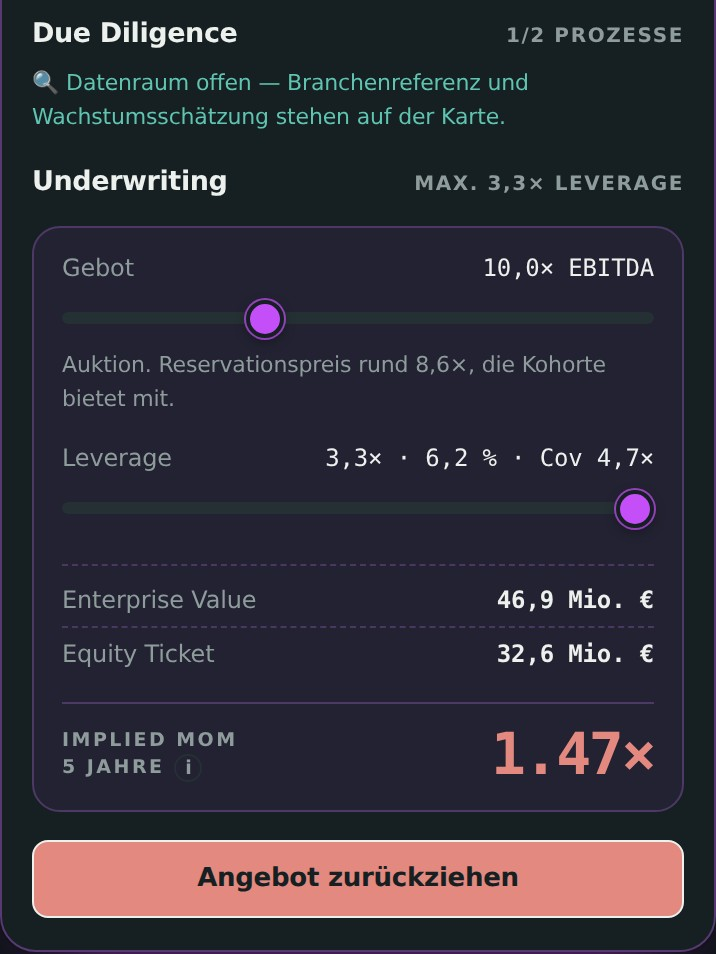 Due Diligence
1/2 PROZESSE
🔍 Datenraum offen — Branchenreferenz und
Wachstumsschätzung stehen auf der Karte.
Underwriting
MAX. 3,3× LEVERAGE
Gebot
10,0× EBITDA
Auktion. Reservationspreis rund 8,6×, die Kohorte
bietet mit.
Leverage
3,3× · 6,2 % · Cov 4,7×
Enterprise Value
46,9 Mio. €
Equity Ticket
32,6 Mio. €
IMPLIED MOM
5 JAHRE i
1.47×
Angebot zurückziehen